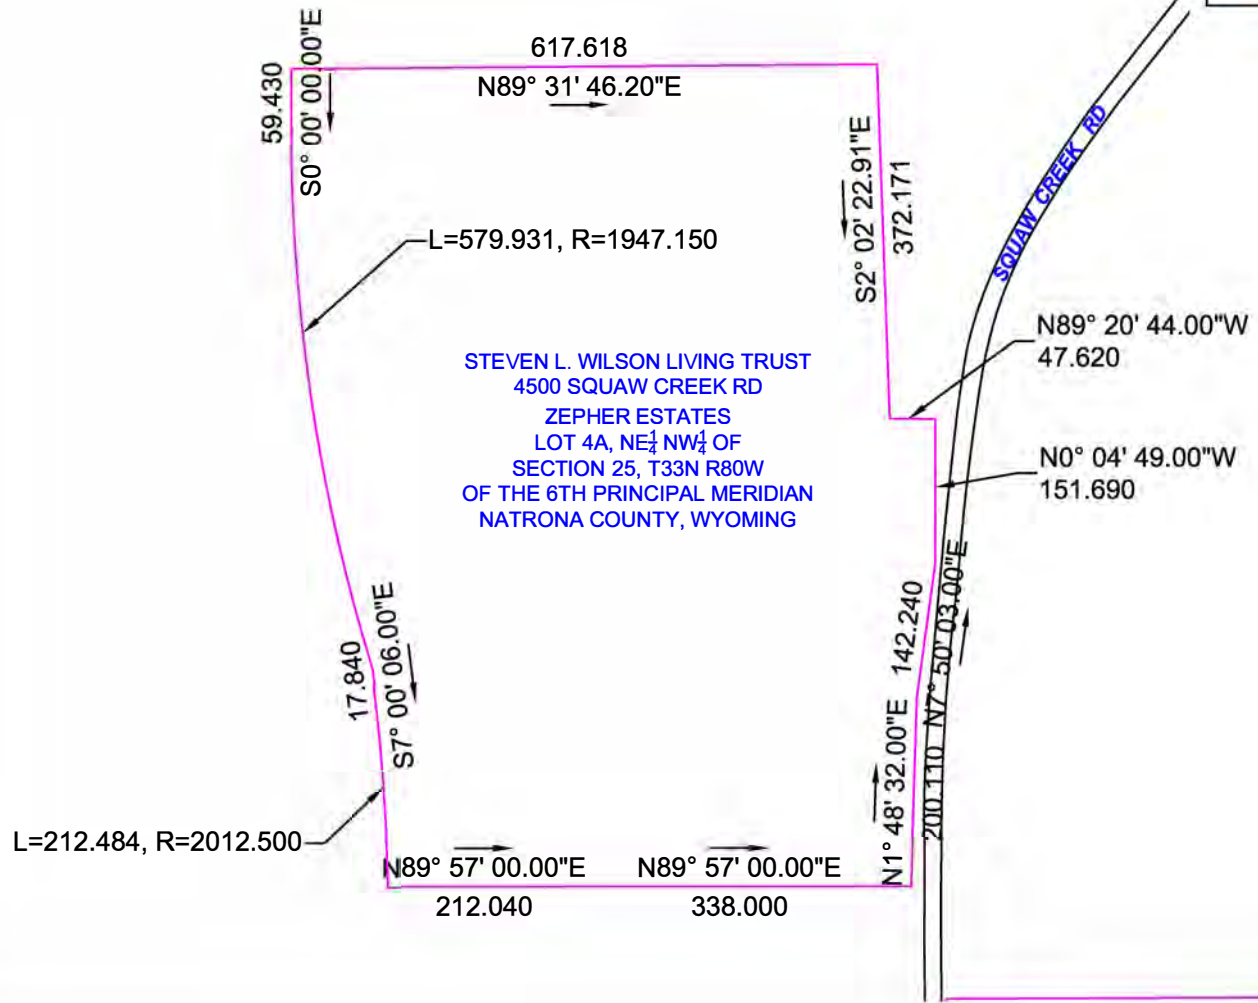 617.618
N89° 31' 46.20"E
59.430
S0° 00' 00.00"E
S2° 02' 22.91"E
372.171
SQUAW CREEK RD
L=579.931, R=1947.150
N89° 20' 44.00"W
47.620
STEVEN L. WILSON LIVING TRUST
4500 SQUAW CREEK RD
ZEPHER ESTATES
LOT 4A, NE¼ NW¼ OF
SECTION 25, T33N R80W
OF THE 6TH PRINCIPAL MERIDIAN
NATRONA COUNTY, WYOMING
N0° 04' 49.00"W
151.690
17.840
S7° 00' 06.00"E
142.240
N7° 50' 03.00"E
N1° 48' 32.00"E
200.110
L=212.484, R=2012.500
N89° 57' 00.00"E
N89° 57' 00.00"E
212.040
338.000